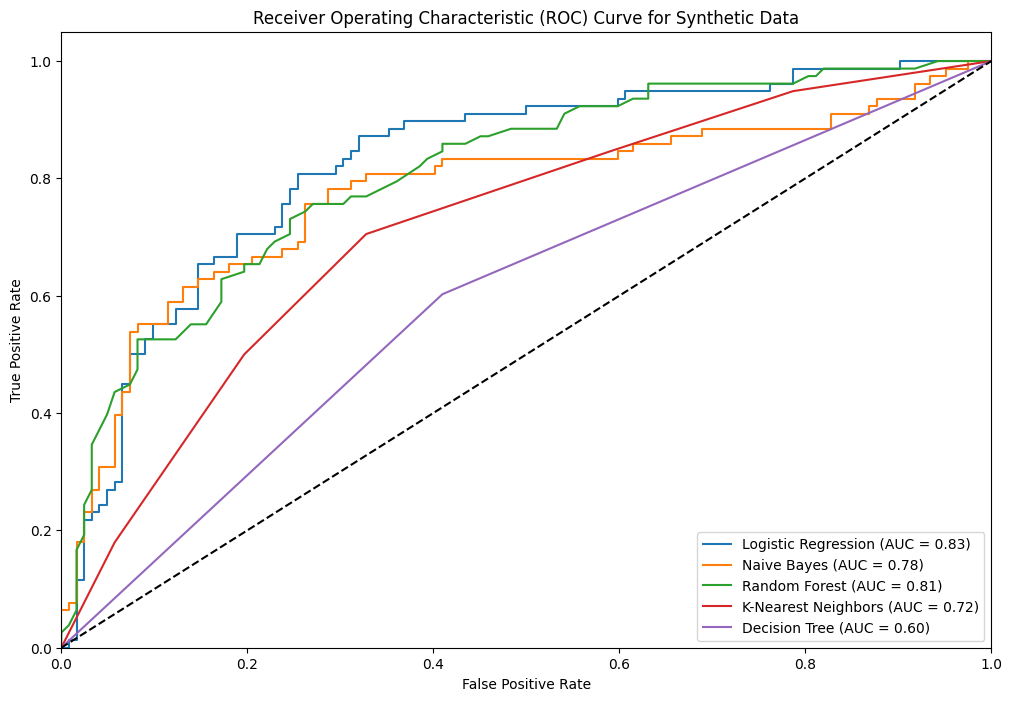 Receiver Operating Characteristic (ROC) Curve for Synthetic Data
True Positive Rate
1.0
0.8
0.6
0.4
0.2
0.0
Logistic Regression (AUC = 0.83)
Naive Bayes (AUC = 0.78)
Random Forest (AUC = 0.81)
K-Nearest Neighbors (AUC = 0.72)
Decision Tree (AUC = 0.60)
0.0 0.2 0.4 0.6 0.8 1.0
False Positive Rate